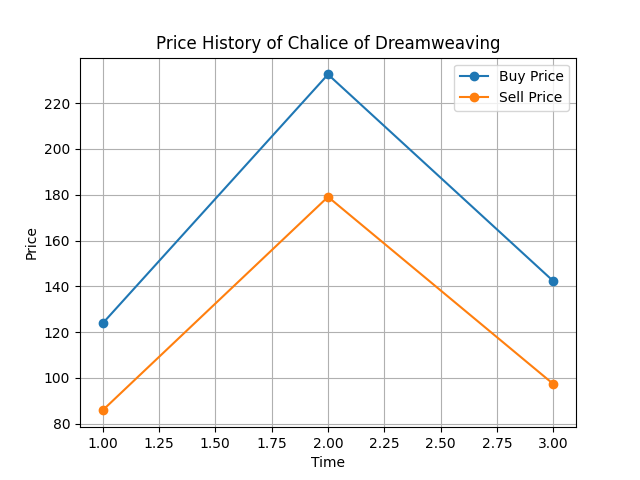 Price History of Chalice of Dreamweaving
Buy Price
Sell Price
Price
220
200
180
160
140
120
100
80
1.00 1.25 1.50 1.75 2.00 2.25 2.50 2.75 3.00
Time